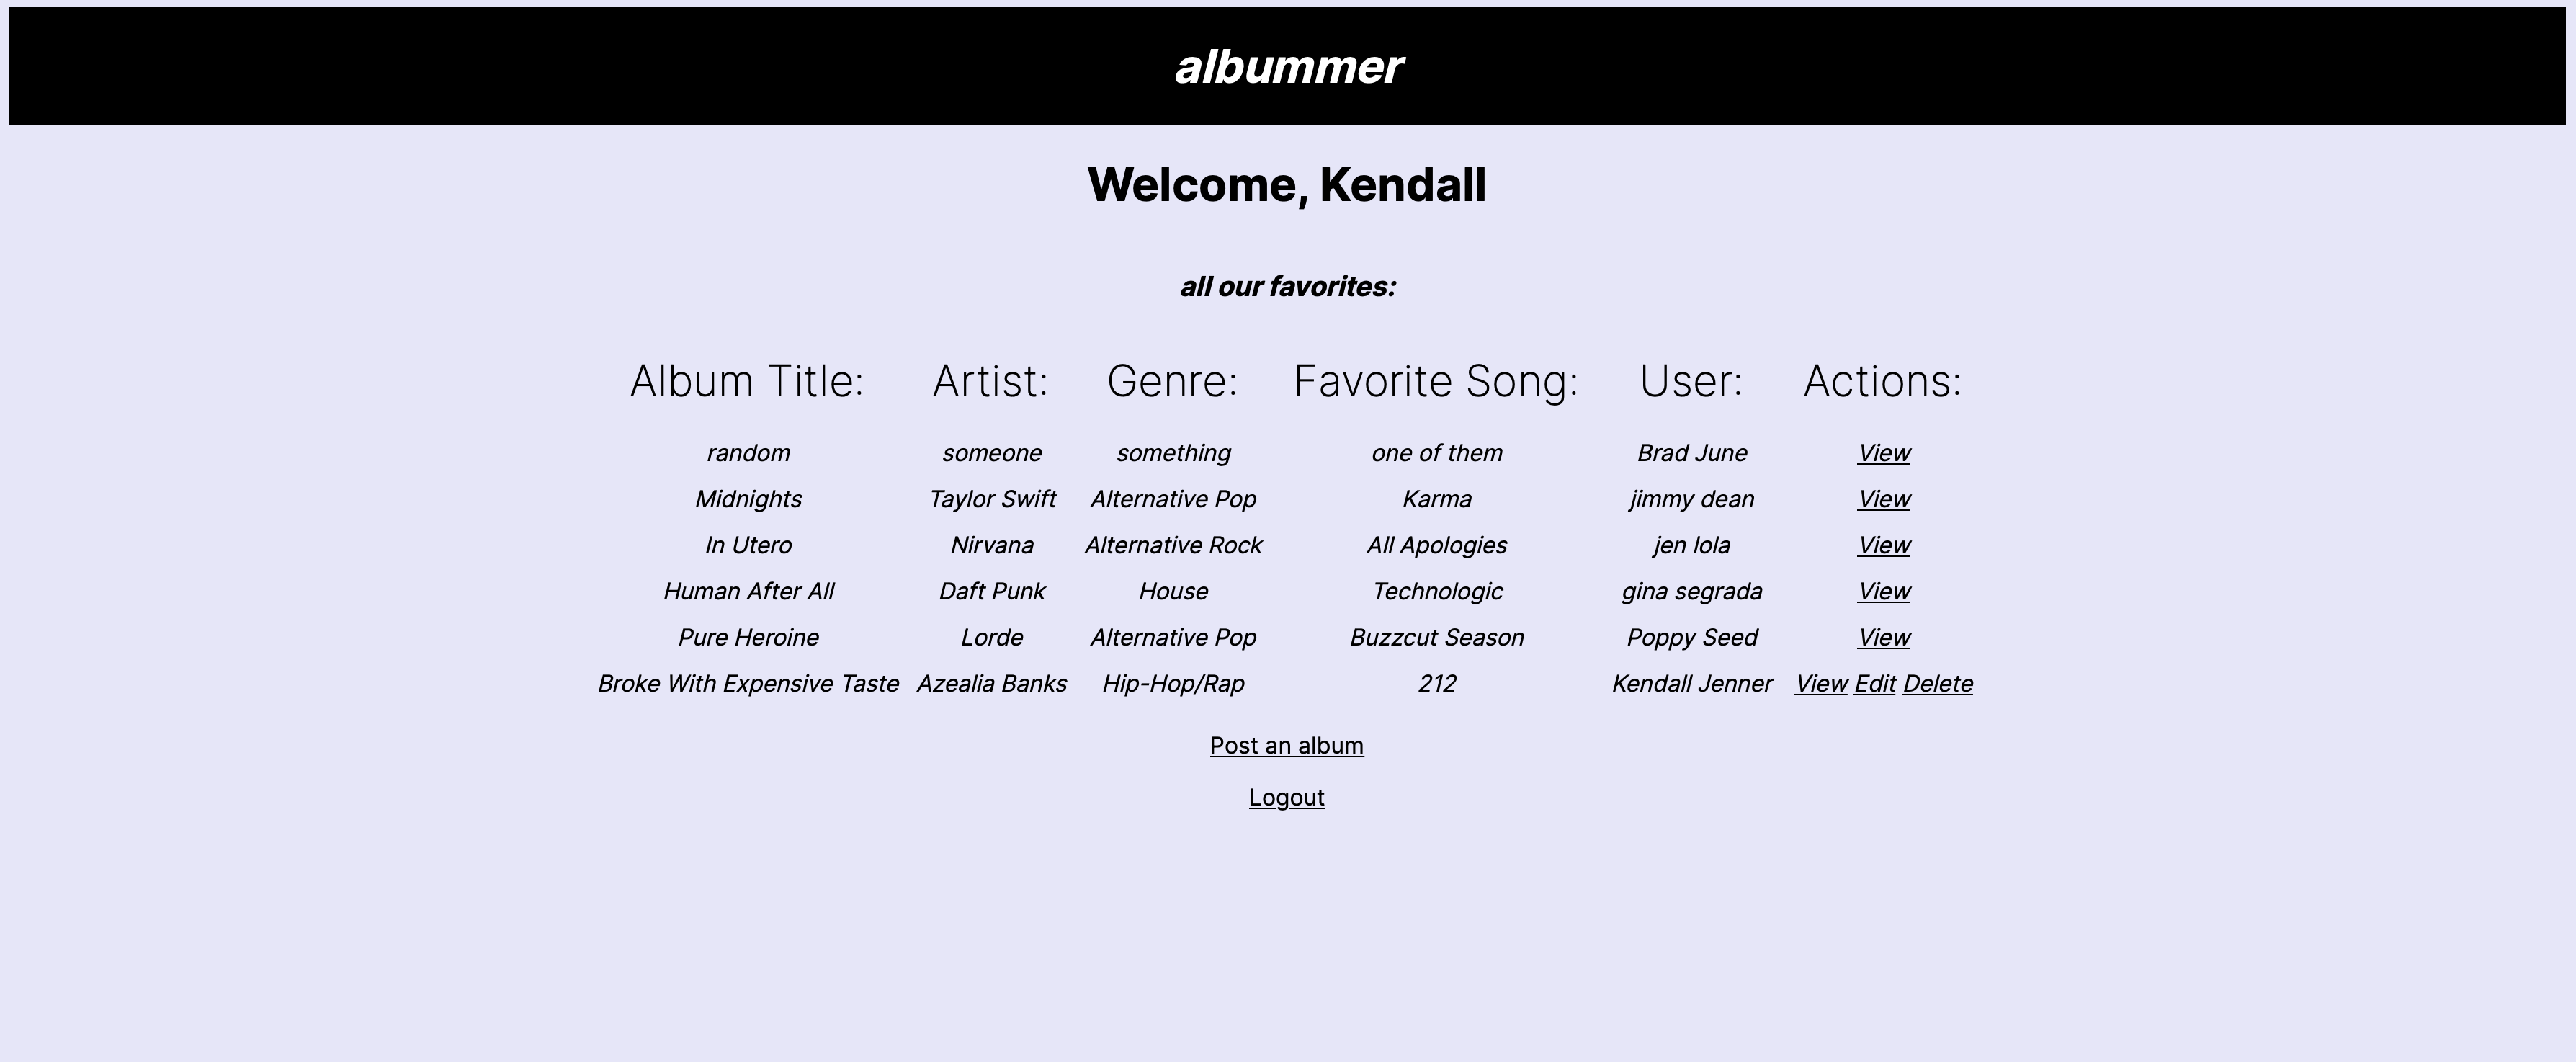 albummer
Welcome, Kendall
all our favorites:
Album Title: Artist: Genre: Favorite Song: User: Actions:
random someone something one of them Brad June View
Midnights Taylor Swift Alternative Pop Karma jimmy dean View
In Utero Nirvana Alternative Rock All Apologies jen lola View
Human After All Daft Punk House Technologic gina segrada View
Pure Heroine Lorde Alternative Pop Buzzcut Season Poppy Seed View
Broke With Expensive Taste Azealia Banks Hip-Hop/Rap 212 Kendall Jenner View Edit Delete
Post an album
Logout